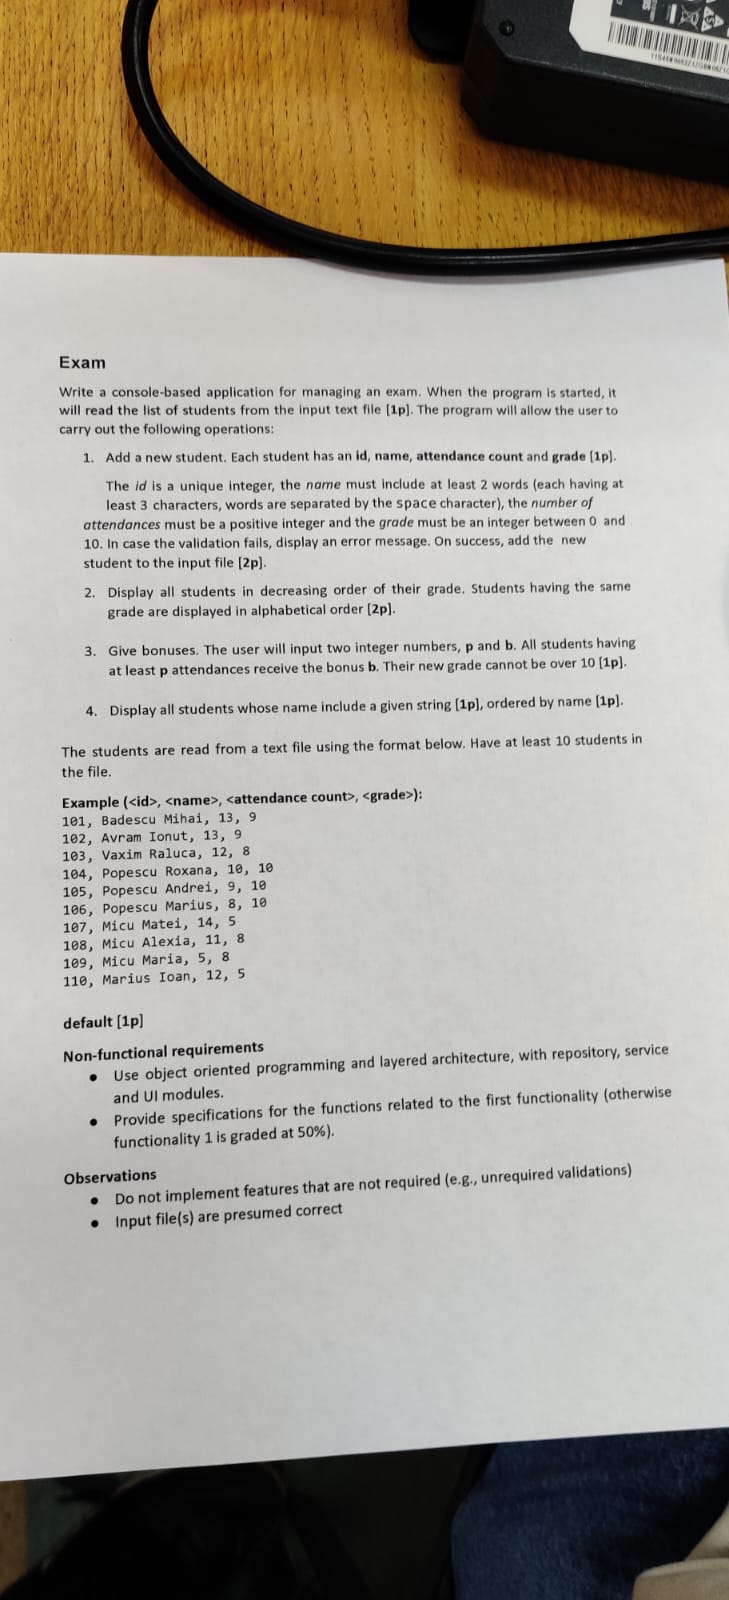 Exam
Write a console-based application for managing an exam. When the program is started, it
will read the list of students from the input text file [1p]. The program will allow the user to
carry out the following operations:
1. Add a new student. Each student has an id, name, attendance count and grade [1p].
The id is a unique integer, the name must include at least 2 words (each having at
least 3 characters, words are separated by the space character), the number of
attendances must be a positive integer and the grade must be an integer between 0 and
10. In case the validation fails, display an error message. On success, add the new
student to the input file [2p].
2. Display all students in decreasing order of their grade. Students having the same
grade are displayed in alphabetical order [2p].
3. Give bonuses. The user will input two integer numbers, p and b. All students having
at least p attendances receive the bonus b. Their new grade cannot be over 10 [1p].
4. Display all students whose name include a given string [1p], ordered by name [1p].
The students are read from a text file using the format below. Have at least 10 students in
the file.
Example (<id>, <name>, <attendance count>, <grade>):
101, Badescu Mihai, 13, 9
102, Avram Ionut, 13, 9
103, Vaxim Raluca, 12, 8
104, Popescu Roxana, 10, 10
105, Popescu Andrei, 9, 10
106, Popescu Marius, 8, 10
107, Micu Matei, 14, 5
108, Micu Alexia, 11, 8
109, Micu Maria, 5, 8
110, Marius Ioan, 12, 5
default [1p]
Non-functional requirements
• Use object oriented programming and layered architecture, with repository, service
and UI modules.
• Provide specifications for the functions related to the first functionality (otherwise
functionality 1 is graded at 50%).
Observations
• Do not implement features that are not required (e.g., unrequired validations)
• Input file(s) are presumed correct